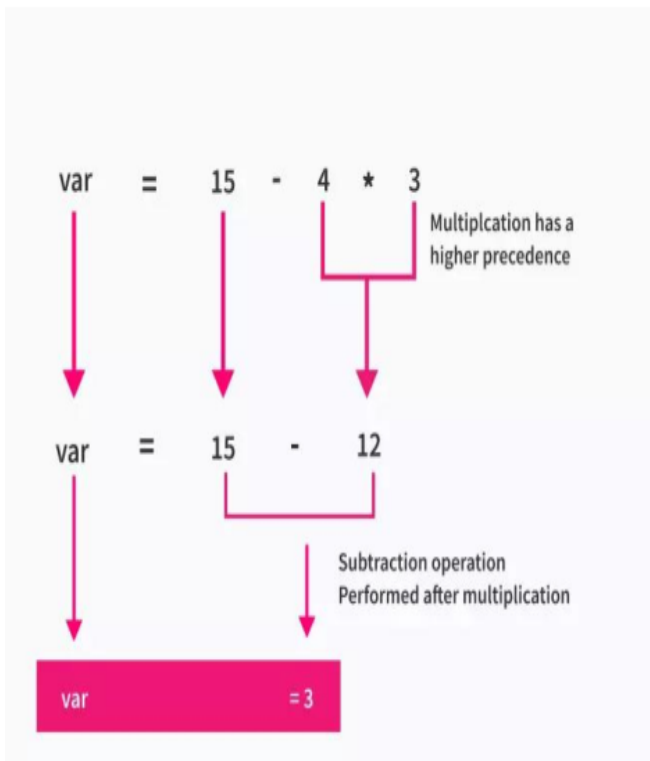 var = 15 - 4 * 3
Multiplcation has a
higher precedence
var = 15 - 12
Subtraction operation
Performed after multiplication
var = 3